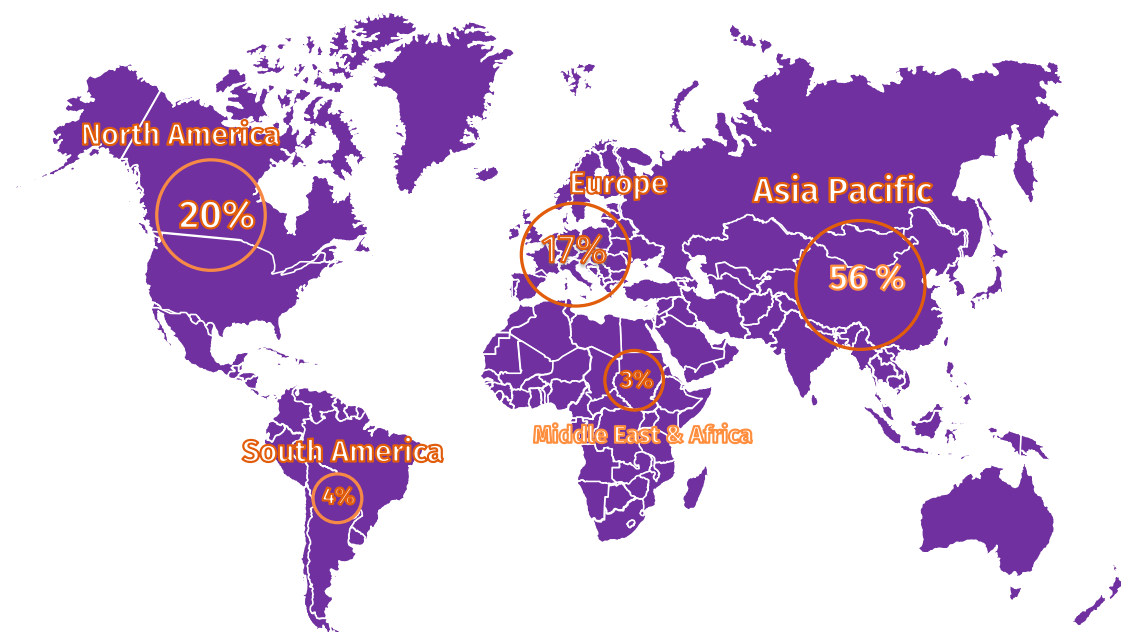 North America
20%
Europe
17%
Asia Pacific
56 %
3%
Middle East & Africa
South America
4%